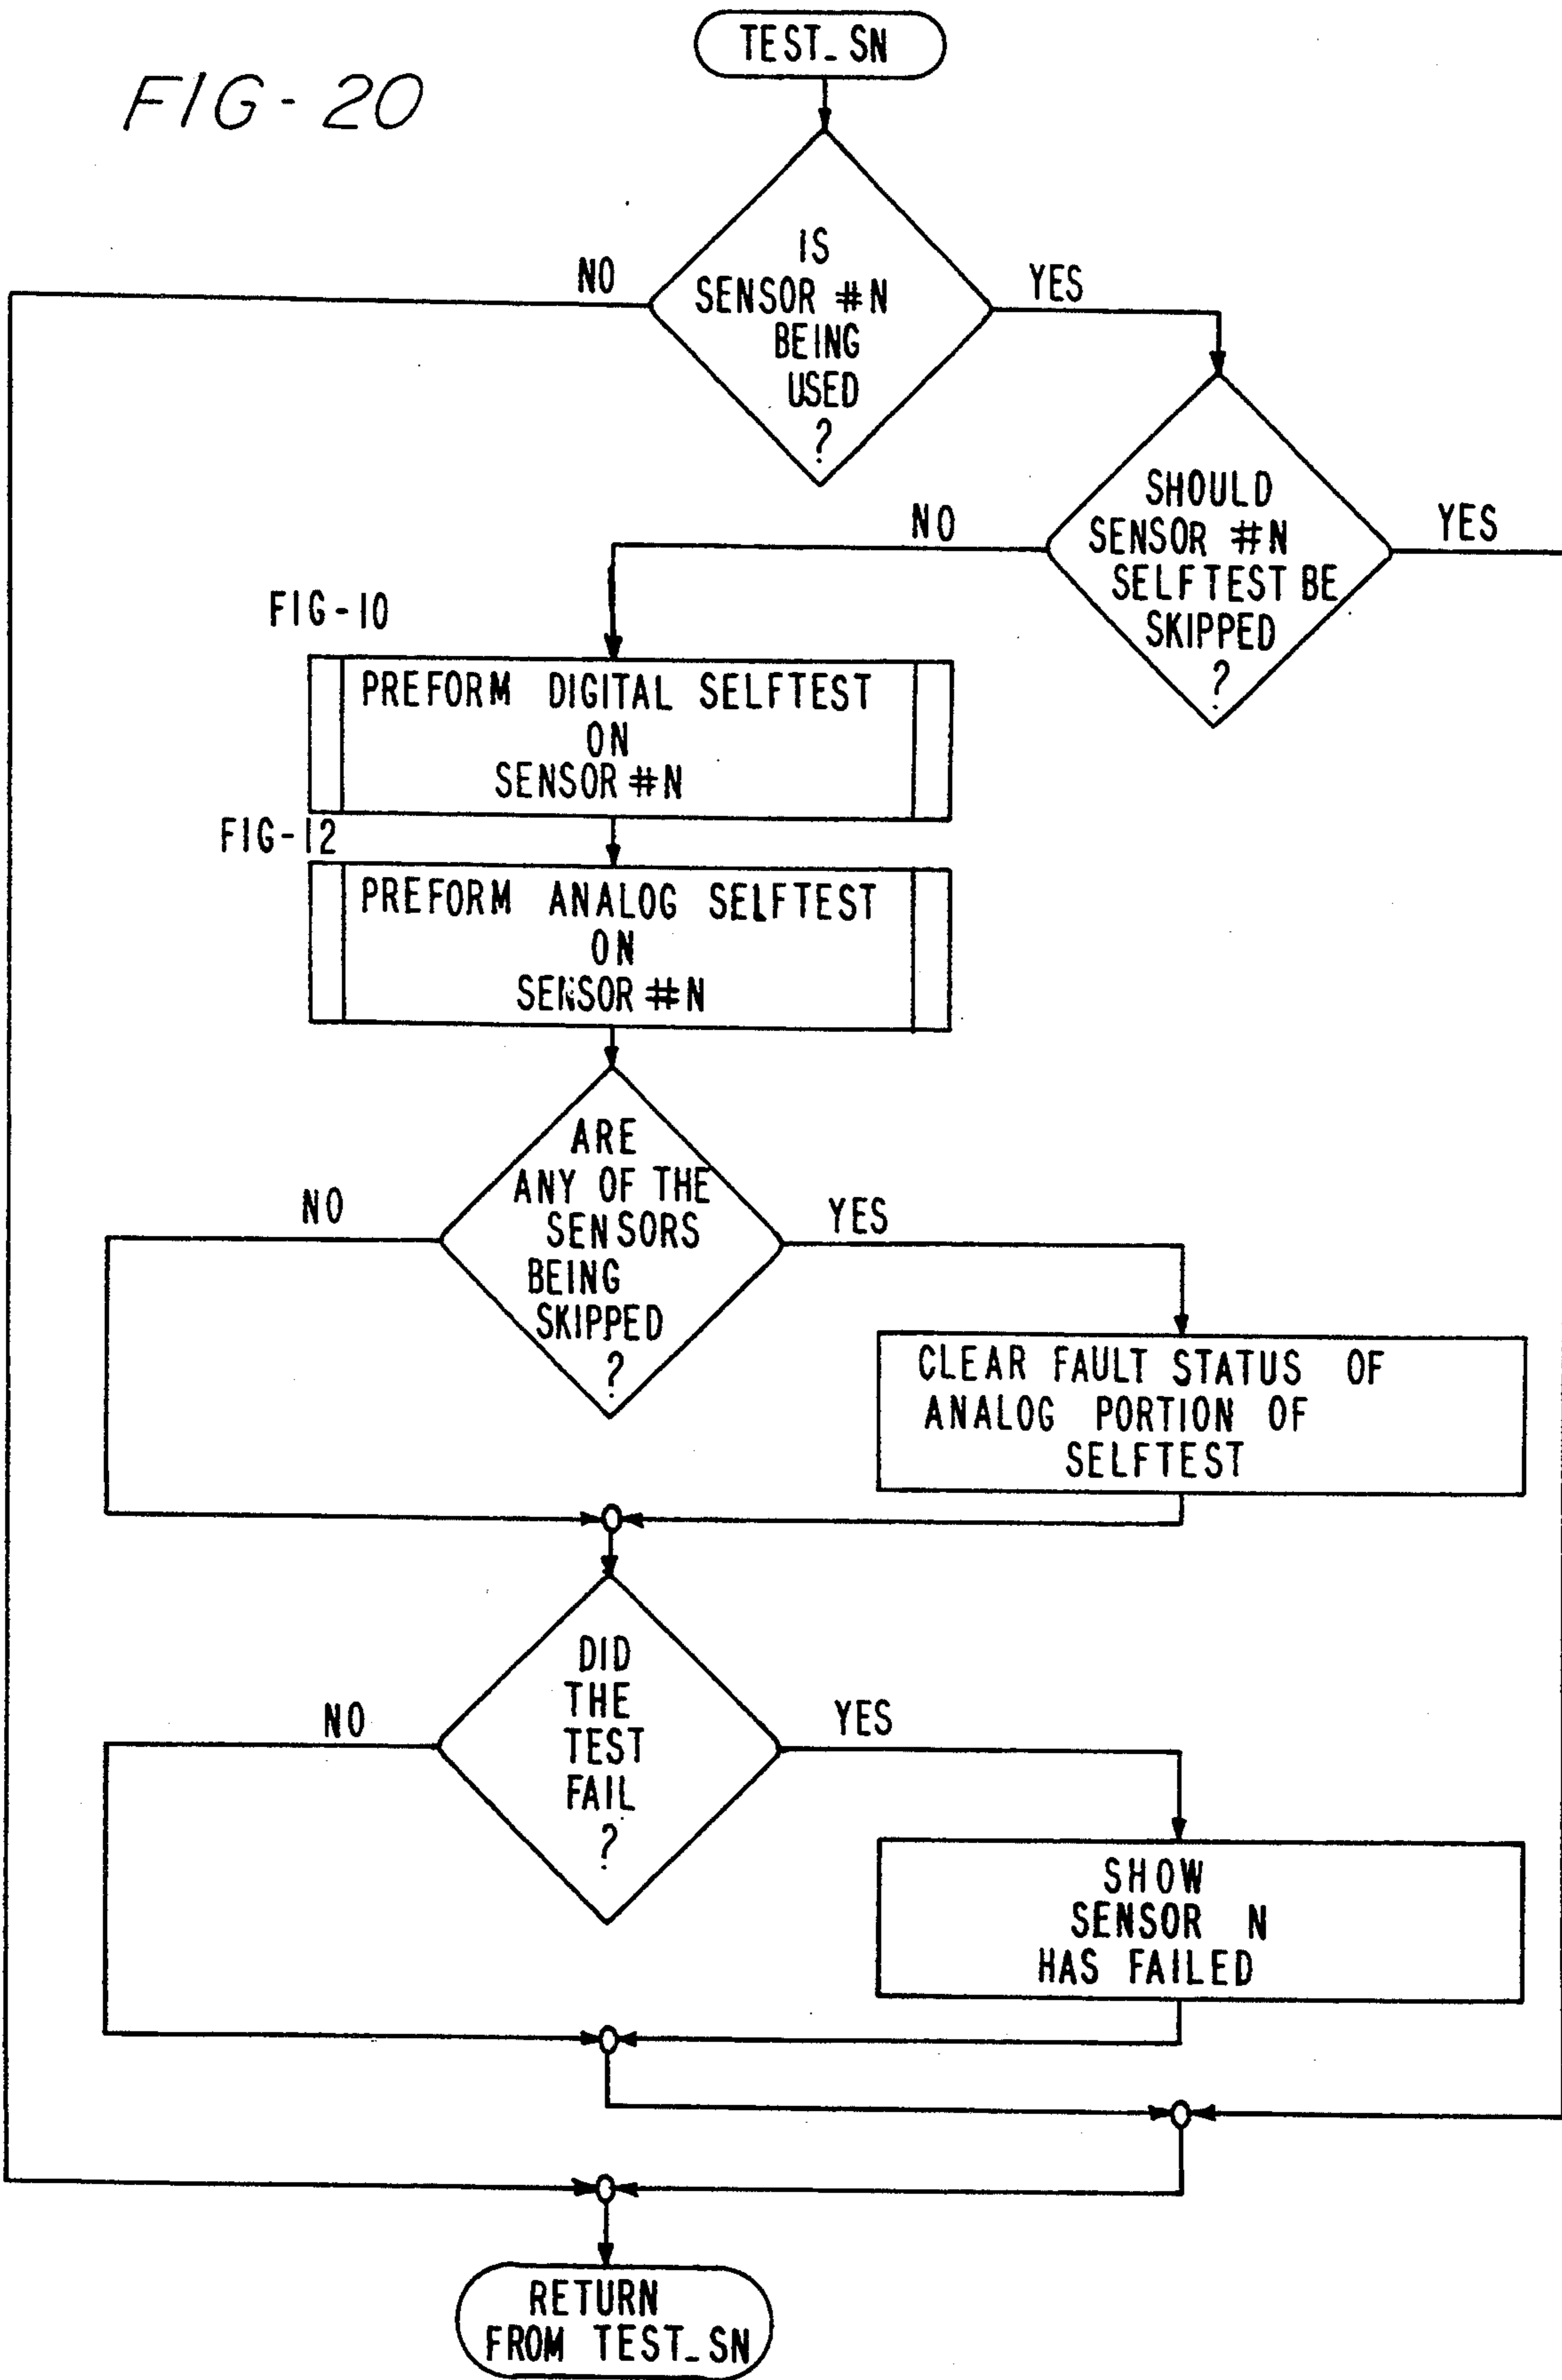 FIG-20
TEST_SN
IS
SENSOR #N
BEING
USED
?
NO
YES
SHOULD
SENSOR #N
SELFTEST BE
SKIPPED
?
NO
YES
FIG-10
PREFORM DIGITAL SELFTEST
ON
SENSOR #N
FIG-12
PREFORM ANALOG SELFTEST
ON
SENSOR #N
ARE
ANY OF THE
SENSORS
BEING
SKIPPED
?
NO
YES
CLEAR FAULT STATUS OF
ANALOG PORTION OF
SELFTEST
DID
THE
TEST
FAIL
?
NO
YES
SHOW
SENSOR N
HAS FAILED
RETURN
FROM TEST_SN